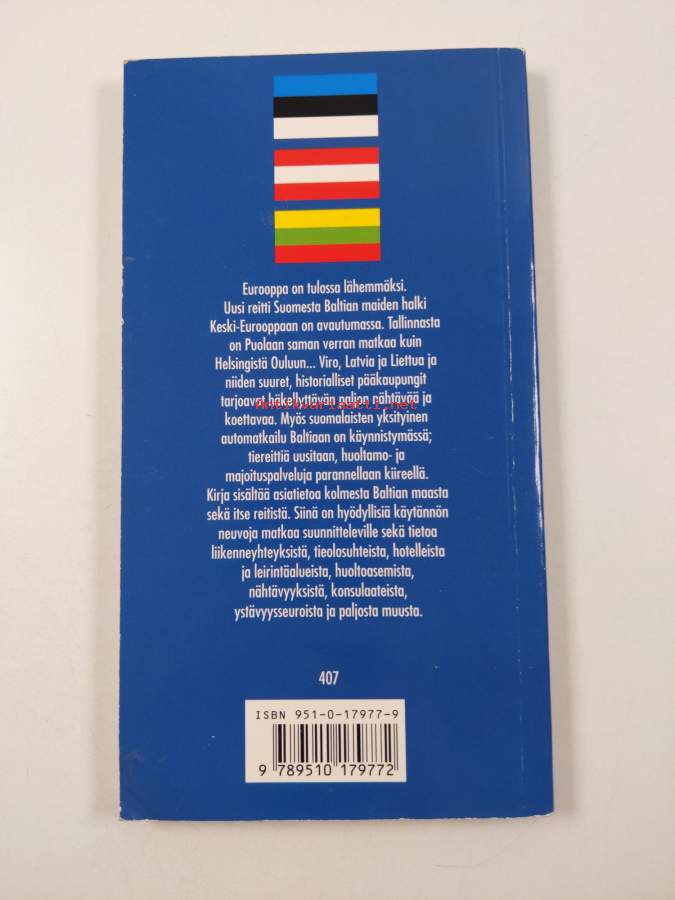 Eurooppa on tulossa lähemmäksi.
Uusi reitti Suomesta Baltian maiden halki
Keski-Eurooppaan on avautumassa. Tallinnasta
on Puolaan saman verran matkaa kuin
Helsingistä Ouluun... Viro, Latvia ja Liettua ja
niiden suuret, historialliset pääkaupungit
tarjoavat häkellyttävän paljon nähtävää ja
Antikvariaatti.net
koettavaa. Myös suomalaisten yksityinen
automatkailu Baltiaan on käynnistymässä;
tiereittiä uusitaan, huoltamo- ja
majoituspalveluja parannellaan kiireellä.
Kirja sisältää asiatietoa kolmesta Baltian maasta
sekä itse reitistä. Siinä on hyödyllisiä käytännön
neuvoja matkaa suunnitteleville sekä tietoa
liikenneyhteyksistä, tieolosuhteista, hotelleista
ja leirintäalueista, huoltoasemista,
nähtävyyksistä, konsulaateista,
ystävyysseuroista ja paljosta muusta.
407
ISBN 951-0-17977-9
9 789510 179772